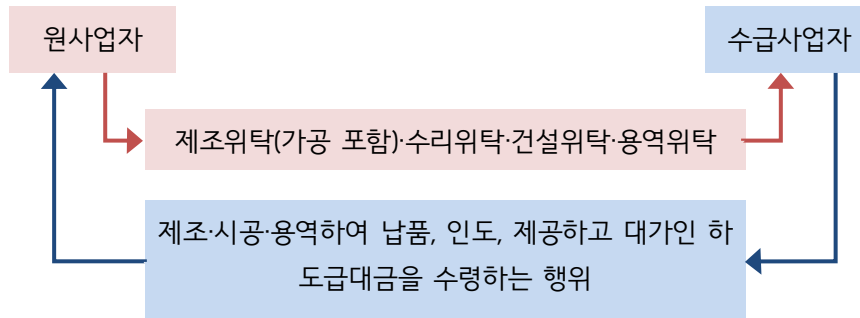 원사업자
수급사업자
제조위탁(가공 포함)·수리위탁·건설위탁·용역위탁
제조·시공·용역하여 납품, 인도, 제공하고 대가인 하
도급대금을 수령하는 행위